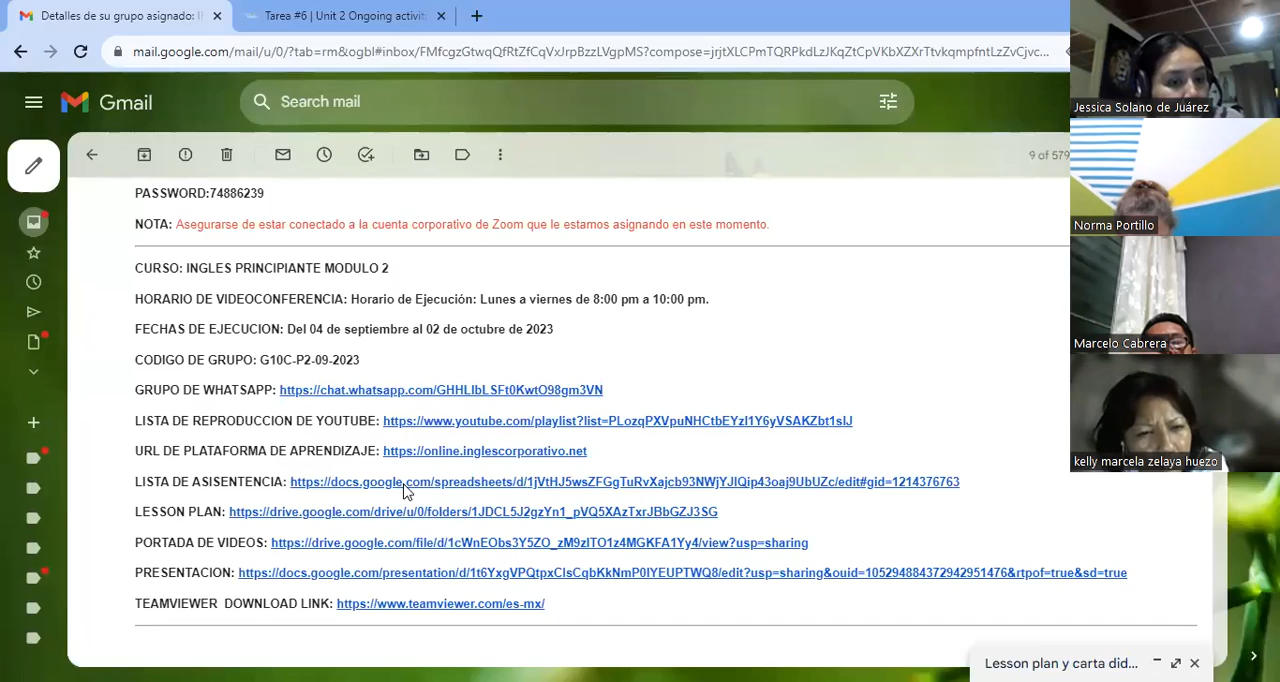 Detalles de su grupo asignado: I
Tarea #6 | Unit 2 Ongoing activit
mail.google.com/mail/u/0/?tab=rm&ogbl#inbox/FMfcgzGtwqQfRtZfCqVxJrpBzzLVgpMS?compose=jrjtXLCPmTQRPkdLzJKqZtCpVKbXZXrTtvkqmpfntLzZvCjvc...
Gmail
Search mail
9 of 579
PASSWORD:74886239
NOTA: Asegurarse de estar conectado a la cuenta corporativo de Zoom que le estamos asignando en este momento.
CURSO: INGLES PRINCIPIANTE MODULO 2
HORARIO DE VIDEOCONFERENCIA: Horario de Ejecución: Lunes a viernes de 8:00 pm a 10:00 pm.
FECHAS DE EJECUCION: Del 04 de septiembre al 02 de octubre de 2023
CODIGO DE GRUPO: G10C-P2-09-2023
GRUPO DE WHATSAPP: https://chat.whatsapp.com/GHHLIbLSFt0KwtO98gm3VN
LISTA DE REPRODUCCION DE YOUTUBE: https://www.youtube.com/playlist?list=PLozqPXVpuNHCtbEYzI1Y6yVSAKZbt1slJ
URL DE PLATAFORMA DE APRENDIZAJE: https://online.inglescorporativo.net
LISTA DE ASISENTENCIA: https://docs.google.com/spreadsheets/d/1jVtHJ5wsZFGgTuRvXajcb93NWjYJIQip43oaj9UbUZc/edit#gid=1214376763
LESSON PLAN: https://drive.google.com/drive/u/0/folders/1JDCL5J2gzYn1_pVQ5XAzTxrJBbGZJ3SG
PORTADA DE VIDEOS: https://drive.google.com/file/d/1cWnEObs3Y5ZO_zM9zlTO1z4MGKFA1Yy4/view?usp=sharing
PRESENTACION: https://docs.google.com/presentation/d/1t6YxgVPQtpxClsCqbKkNmP0IYEUPTWQ8/edit?usp=sharing&ouid=105294884372942951476&rtpof=true&sd=true
TEAMVIEWER DOWNLOAD LINK: https://www.teamviewer.com/es-mx/
Lesson plan y carta did...
Jessica Solano de Juárez
Norma Portillo
Marcelo Cabrera
kelly marcela zelaya huezo